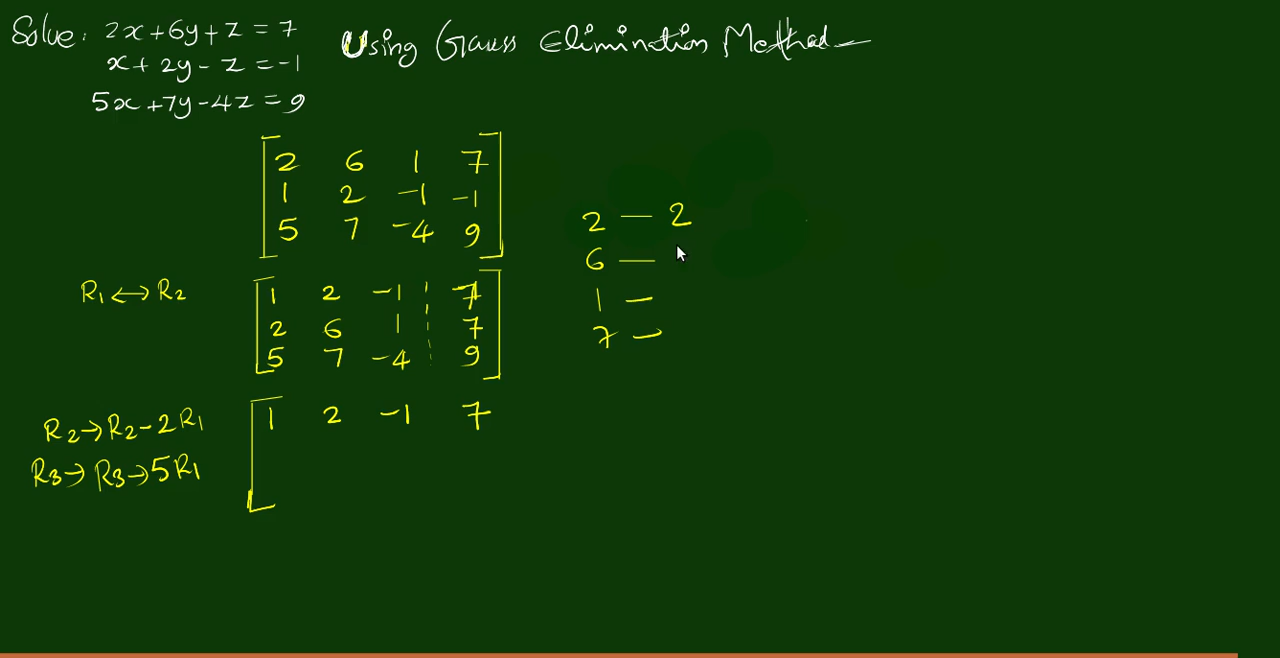 Solve: 2x+6y+z=7 Using Gauss Elimination Method
x+2y-z=-1
5x+7y-4z=9
2 6 1 7
1 2 -1 -1
5 7 -4 9
R1↔R2
1 2 -1 7
2 6 1 7
5 7 -4 9
R2→R2-2R1
R3→R3→5R1
1 2 -1 7
2 — 2
6 —
1 —
7 —